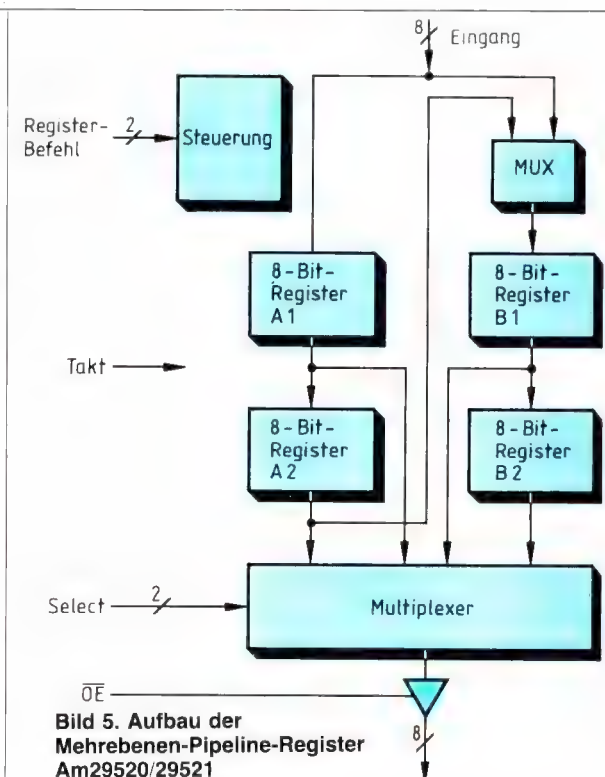 8
Eingang
Register-
Befehl
2
Steuerung
MUX
8-Bit-
Register
A1
8-Bit-
Register
B1
Takt
8-Bit-
Register
A2
8-Bit-
Register
B2
Select
2
Multiplexer
OE
8
Bild 5. Aufbau der
Mehrebenen-Pipeline-Register
Am29520/29521